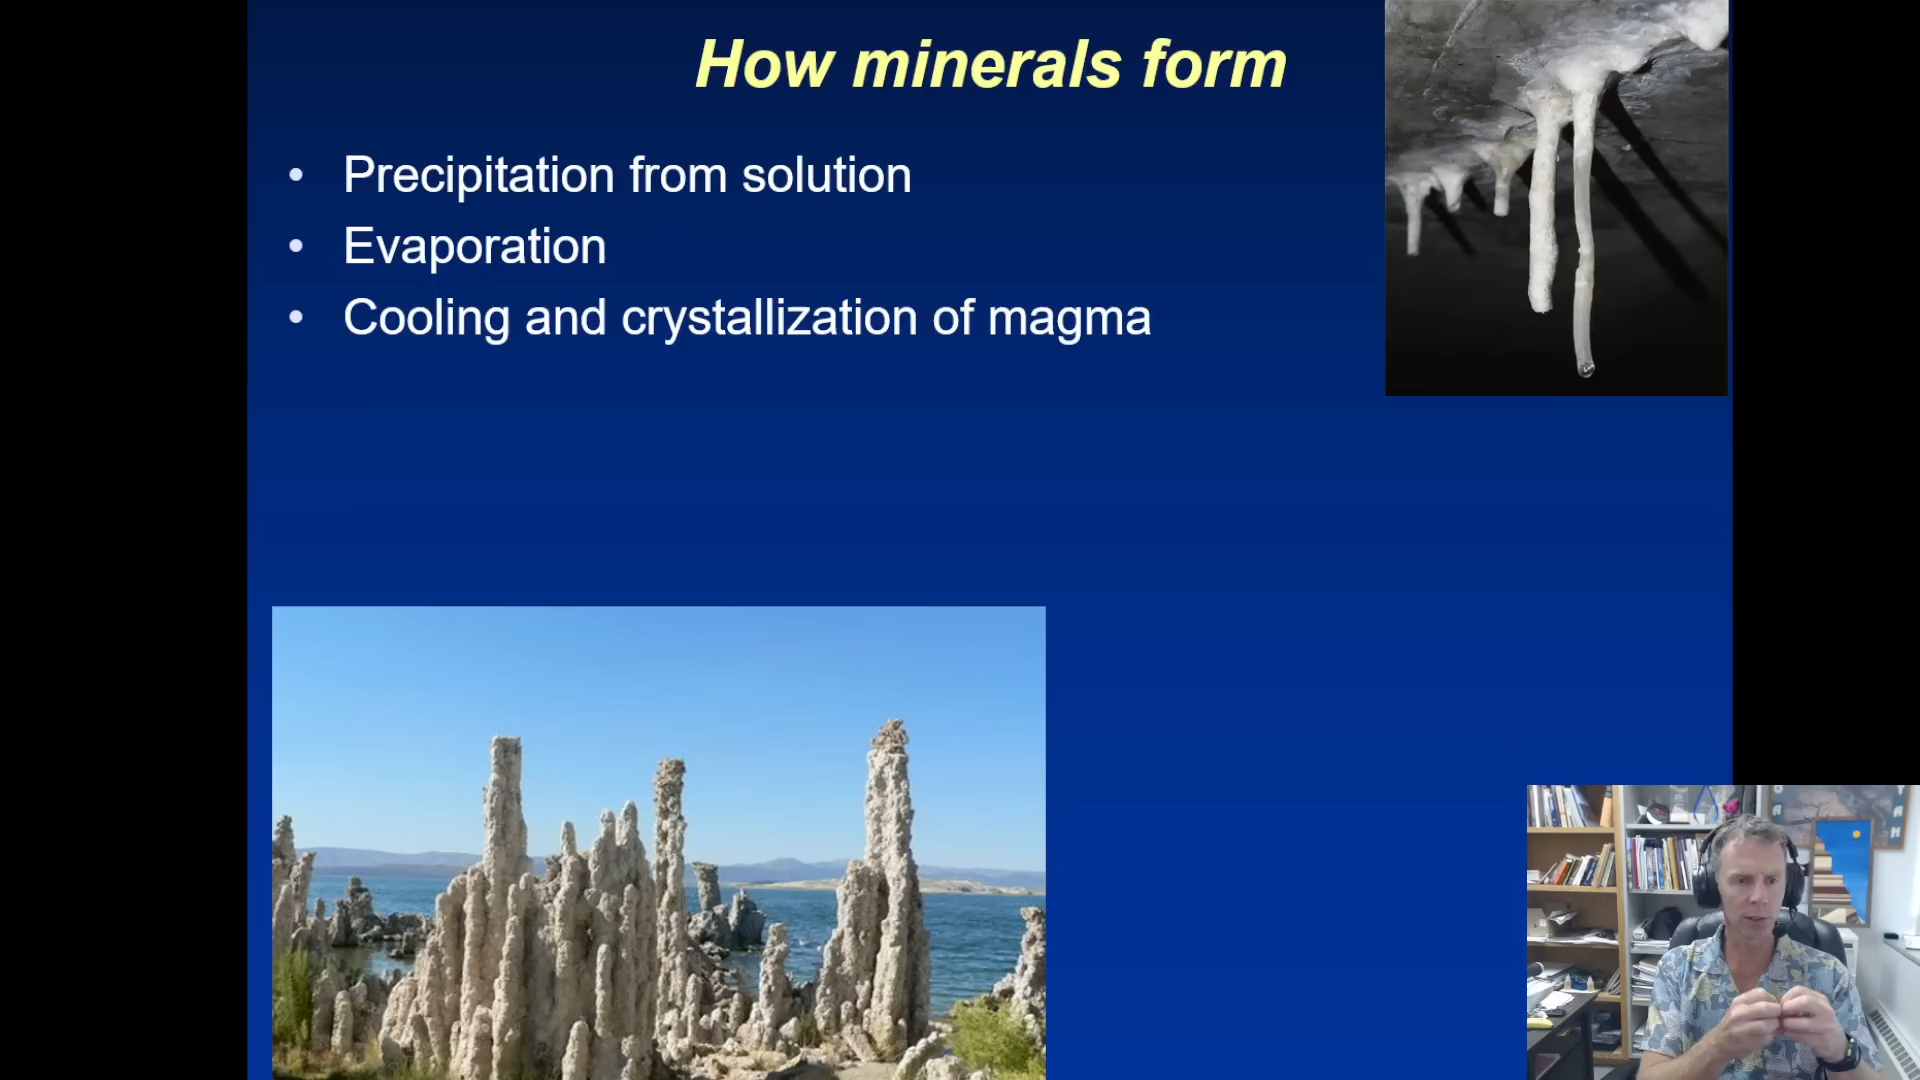 How minerals form
• Precipitation from solution
• Evaporation
• Cooling and crystallization of magma